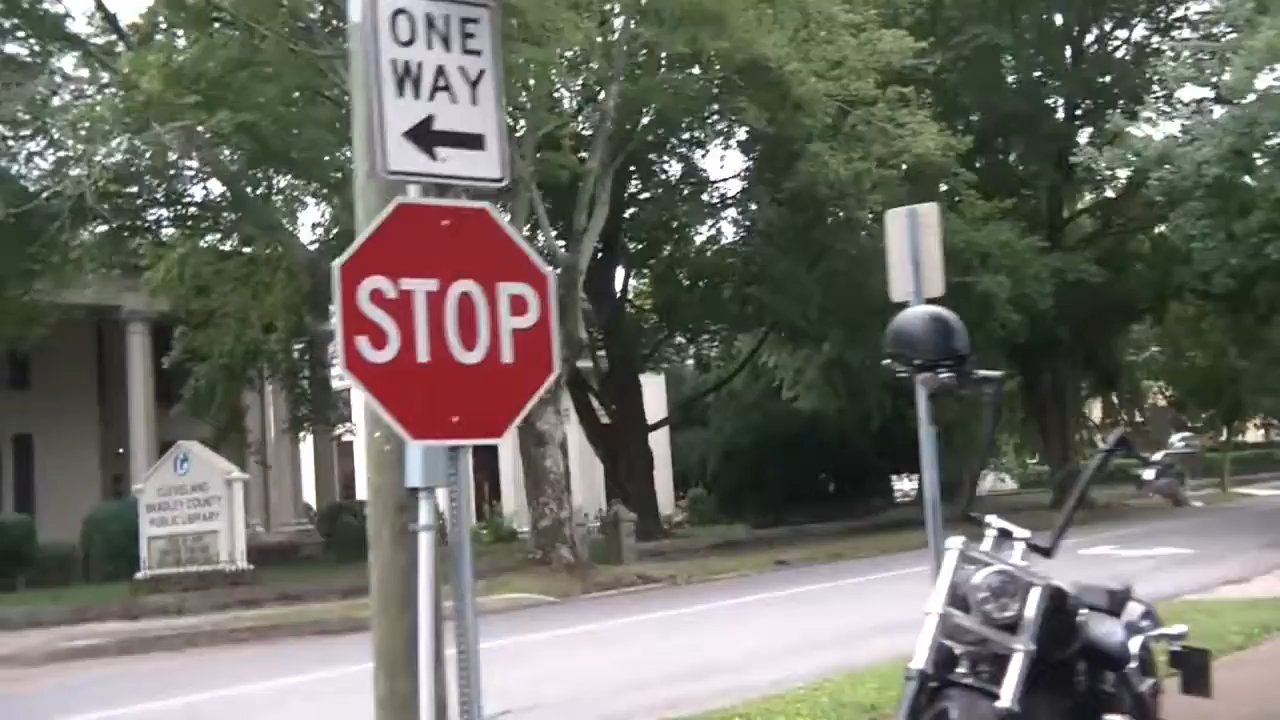 ONE
WAY
STOP
CLEVELAND
BRADLEY COUNTY
PUBLIC LIBRARY